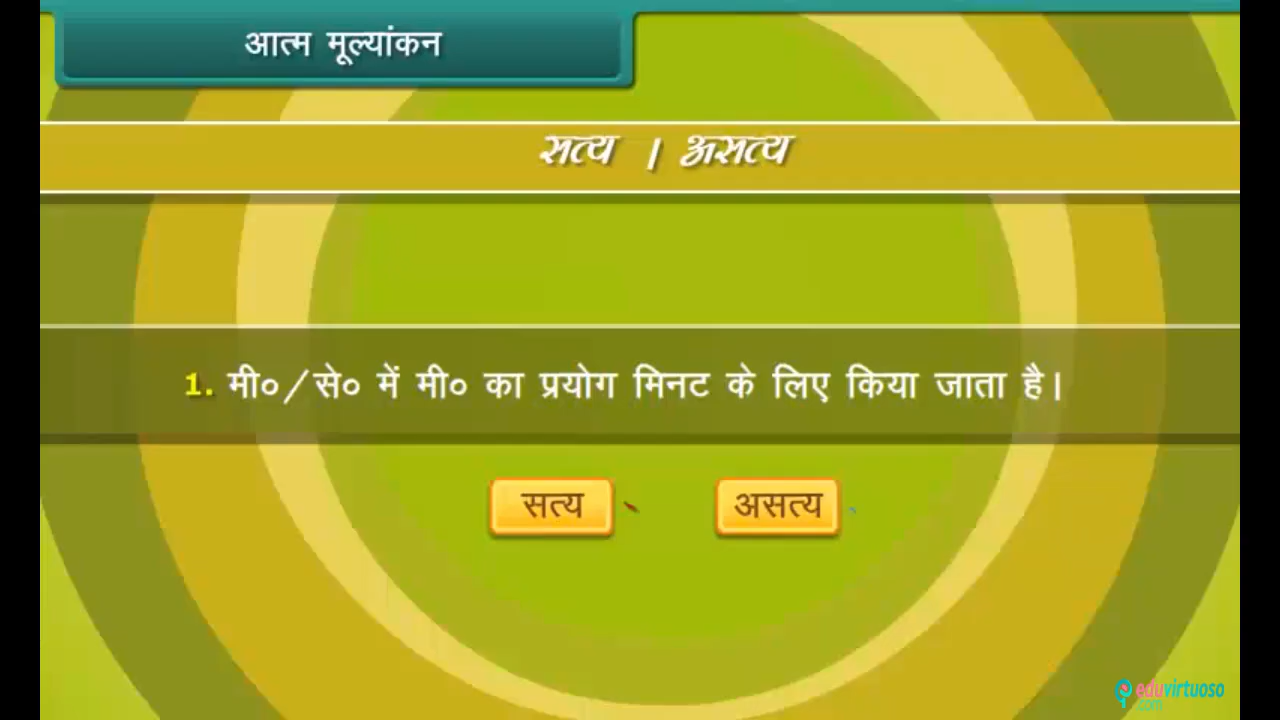 आत्म मूल्यांकन
सत्य । असत्य
1. मी०/से० में मी० का प्रयोग मिनट के लिए किया जाता है।
सत्य असत्य
eduvirtuoso
.com